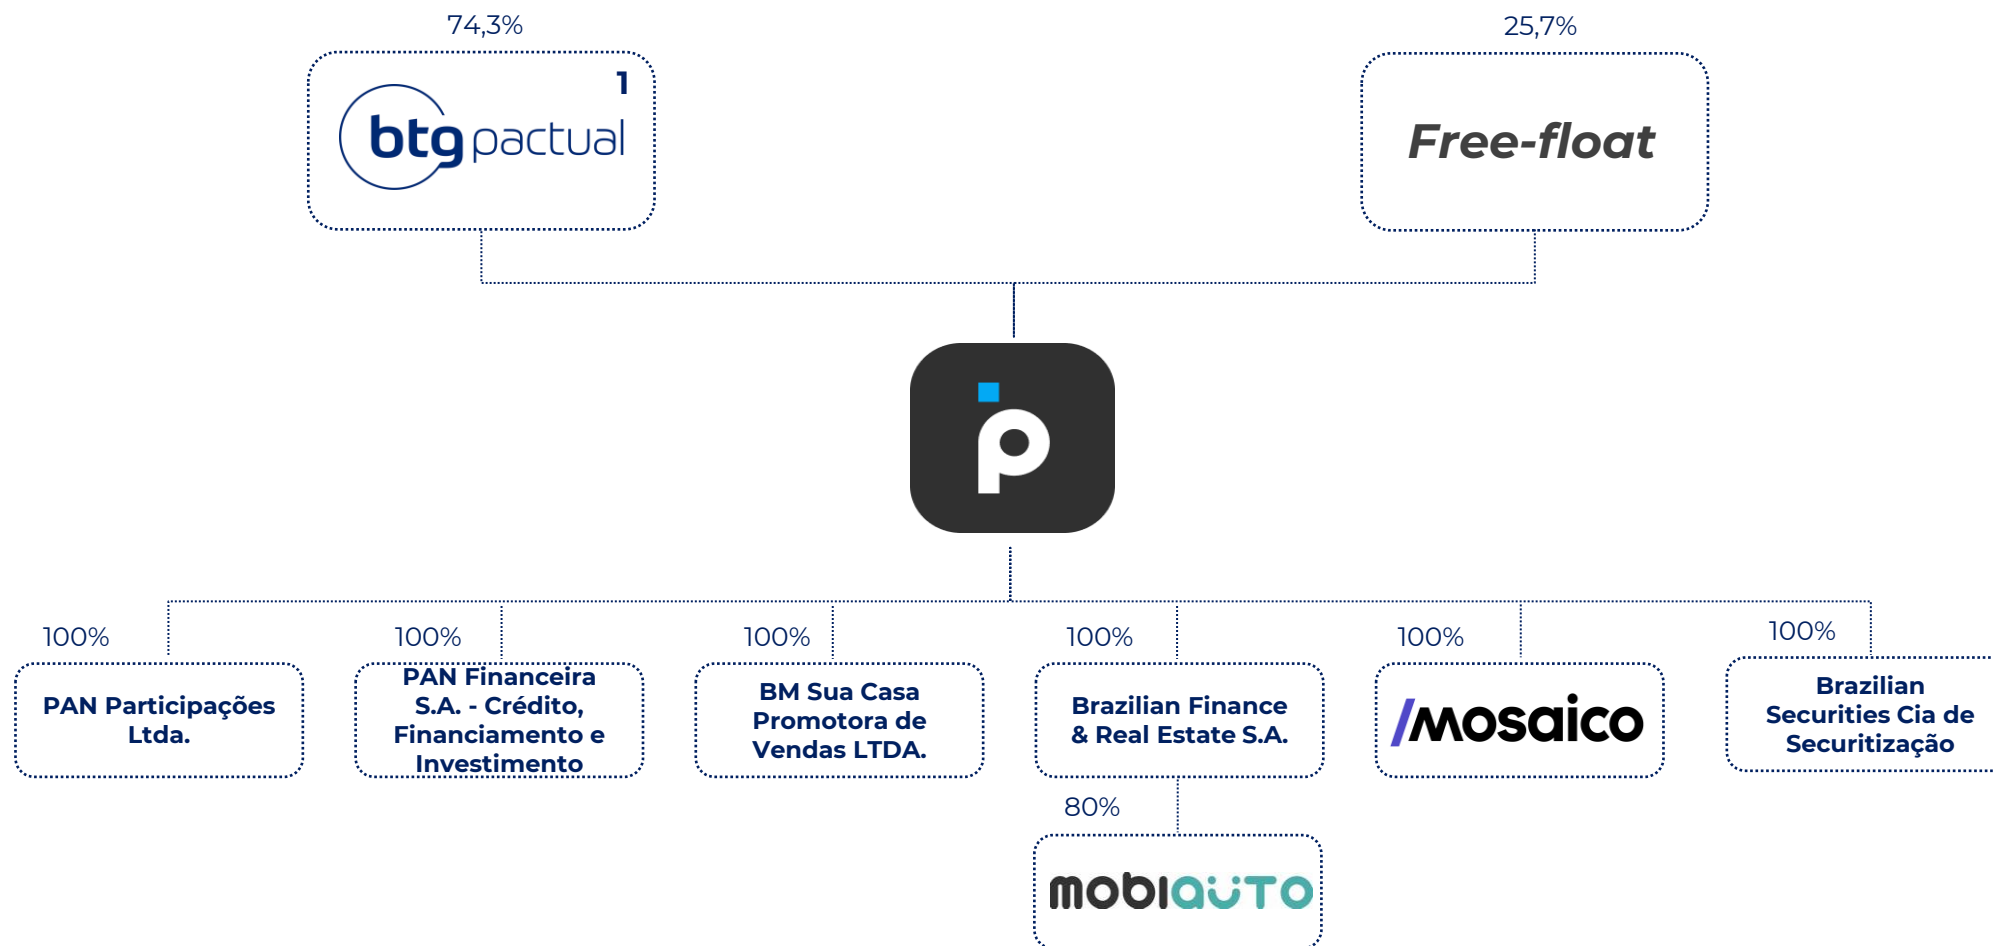 74,3%
25,7%
1
btg pactual
Free-float
p
100%
100%
100%
100%
100%
100%
PAN Participações
Ltda.
PAN Financeira
S.A. - Crédito,
Financiamento e
Investimento
BM Sua Casa
Promotora de
Vendas LTDA.
Brazilian Finance
& Real Estate S.A.
/mosaico
Brazilian
Securities Cia de
Securitização
80%
mobiauto